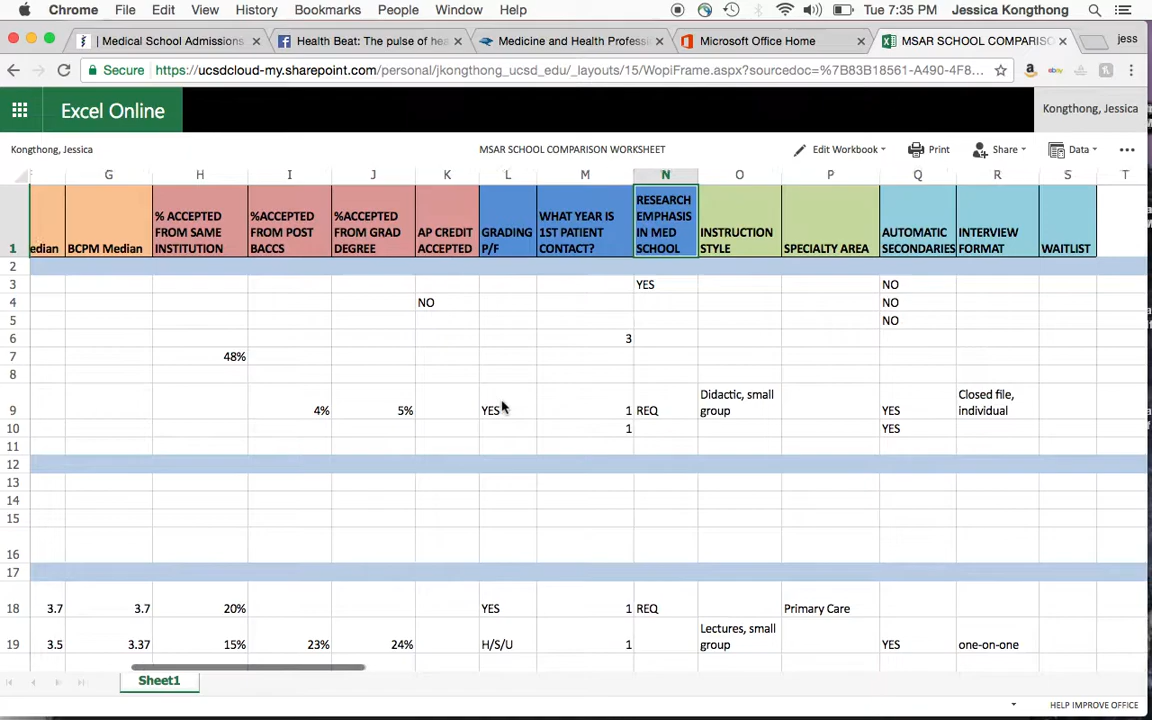 Chrome File Edit View History Bookmarks People Window Help Tue 7:35 PM Jessica Kongthong
| Medical School Admissions Health Beat: The pulse of hea Medicine and Health Profess Microsoft Office Home MSAR SCHOOL COMPARISO jess
Secure https://ucsdcloud-my.sharepoint.com/personal/jkongthong_ucsd_edu/_layouts/15/WopiFrame.aspx?sourcedoc=%7B83B18561-A490-4F8...
Excel Online Kongthong, Jessica
Kongthong, Jessica MSAR SCHOOL COMPARISON WORKSHEET Edit Workbook Print Share Data
G H I J K L M N O P Q R S T
RESEARCH
% ACCEPTED %ACCEPTED %ACCEPTED WHAT YEAR IS EMPHASIS
FROM SAME FROM POST FROM GRAD AP CREDIT GRADING 1ST PATIENT IN MED INSTRUCTION AUTOMATIC INTERVIEW
1 edian BCPM Median INSTITUTION BACCS DEGREE ACCEPTED P/F CONTACT? SCHOOL STYLE SPECIALTY AREA SECONDARIES FORMAT WAITLIST
2
3 YES NO
4 NO NO
5 NO
6 3
7 48%
8
Didactic, small Closed file,
9 4% 5% YES 1 REQ group YES individual
10 1 YES
11
12
13
14
15
16
17
18 3.7 3.7 20% YES 1 REQ Primary Care
Lectures, small
19 3.5 3.37 15% 23% 24% H/S/U 1 group YES one-on-one
Sheet1
HELP IMPROVE OFFICE